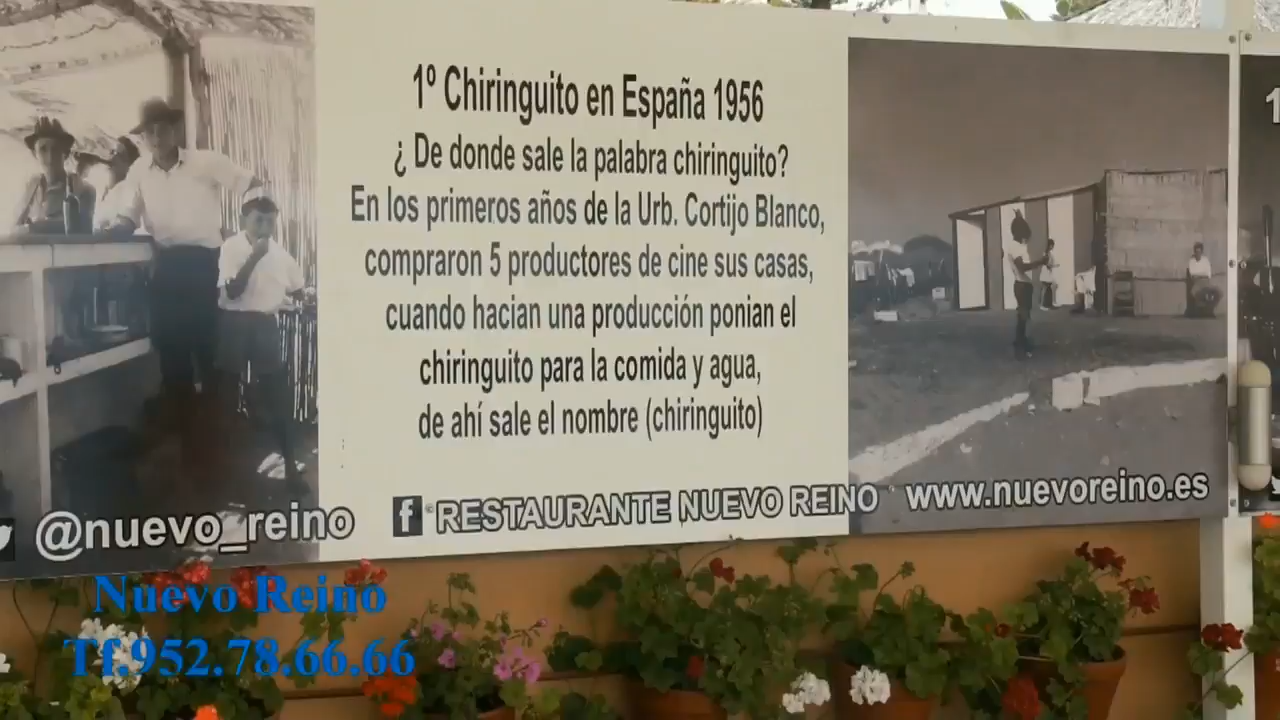 1º Chiringuito en España 1956
¿ De donde sale la palabra chiringuito?
En los primeros años de la Urb. Cortijo Blanco,
compraron 5 productores de cine sus casas,
cuando hacian una producción ponian el
chiringuito para la comida y agua,
de ahí sale el nombre (chiringuito)
@nuevo_reino
f RESTAURANTE NUEVO REINO
www.nuevoreino.es
Nuevo Reino
Tf.952.78.66.66